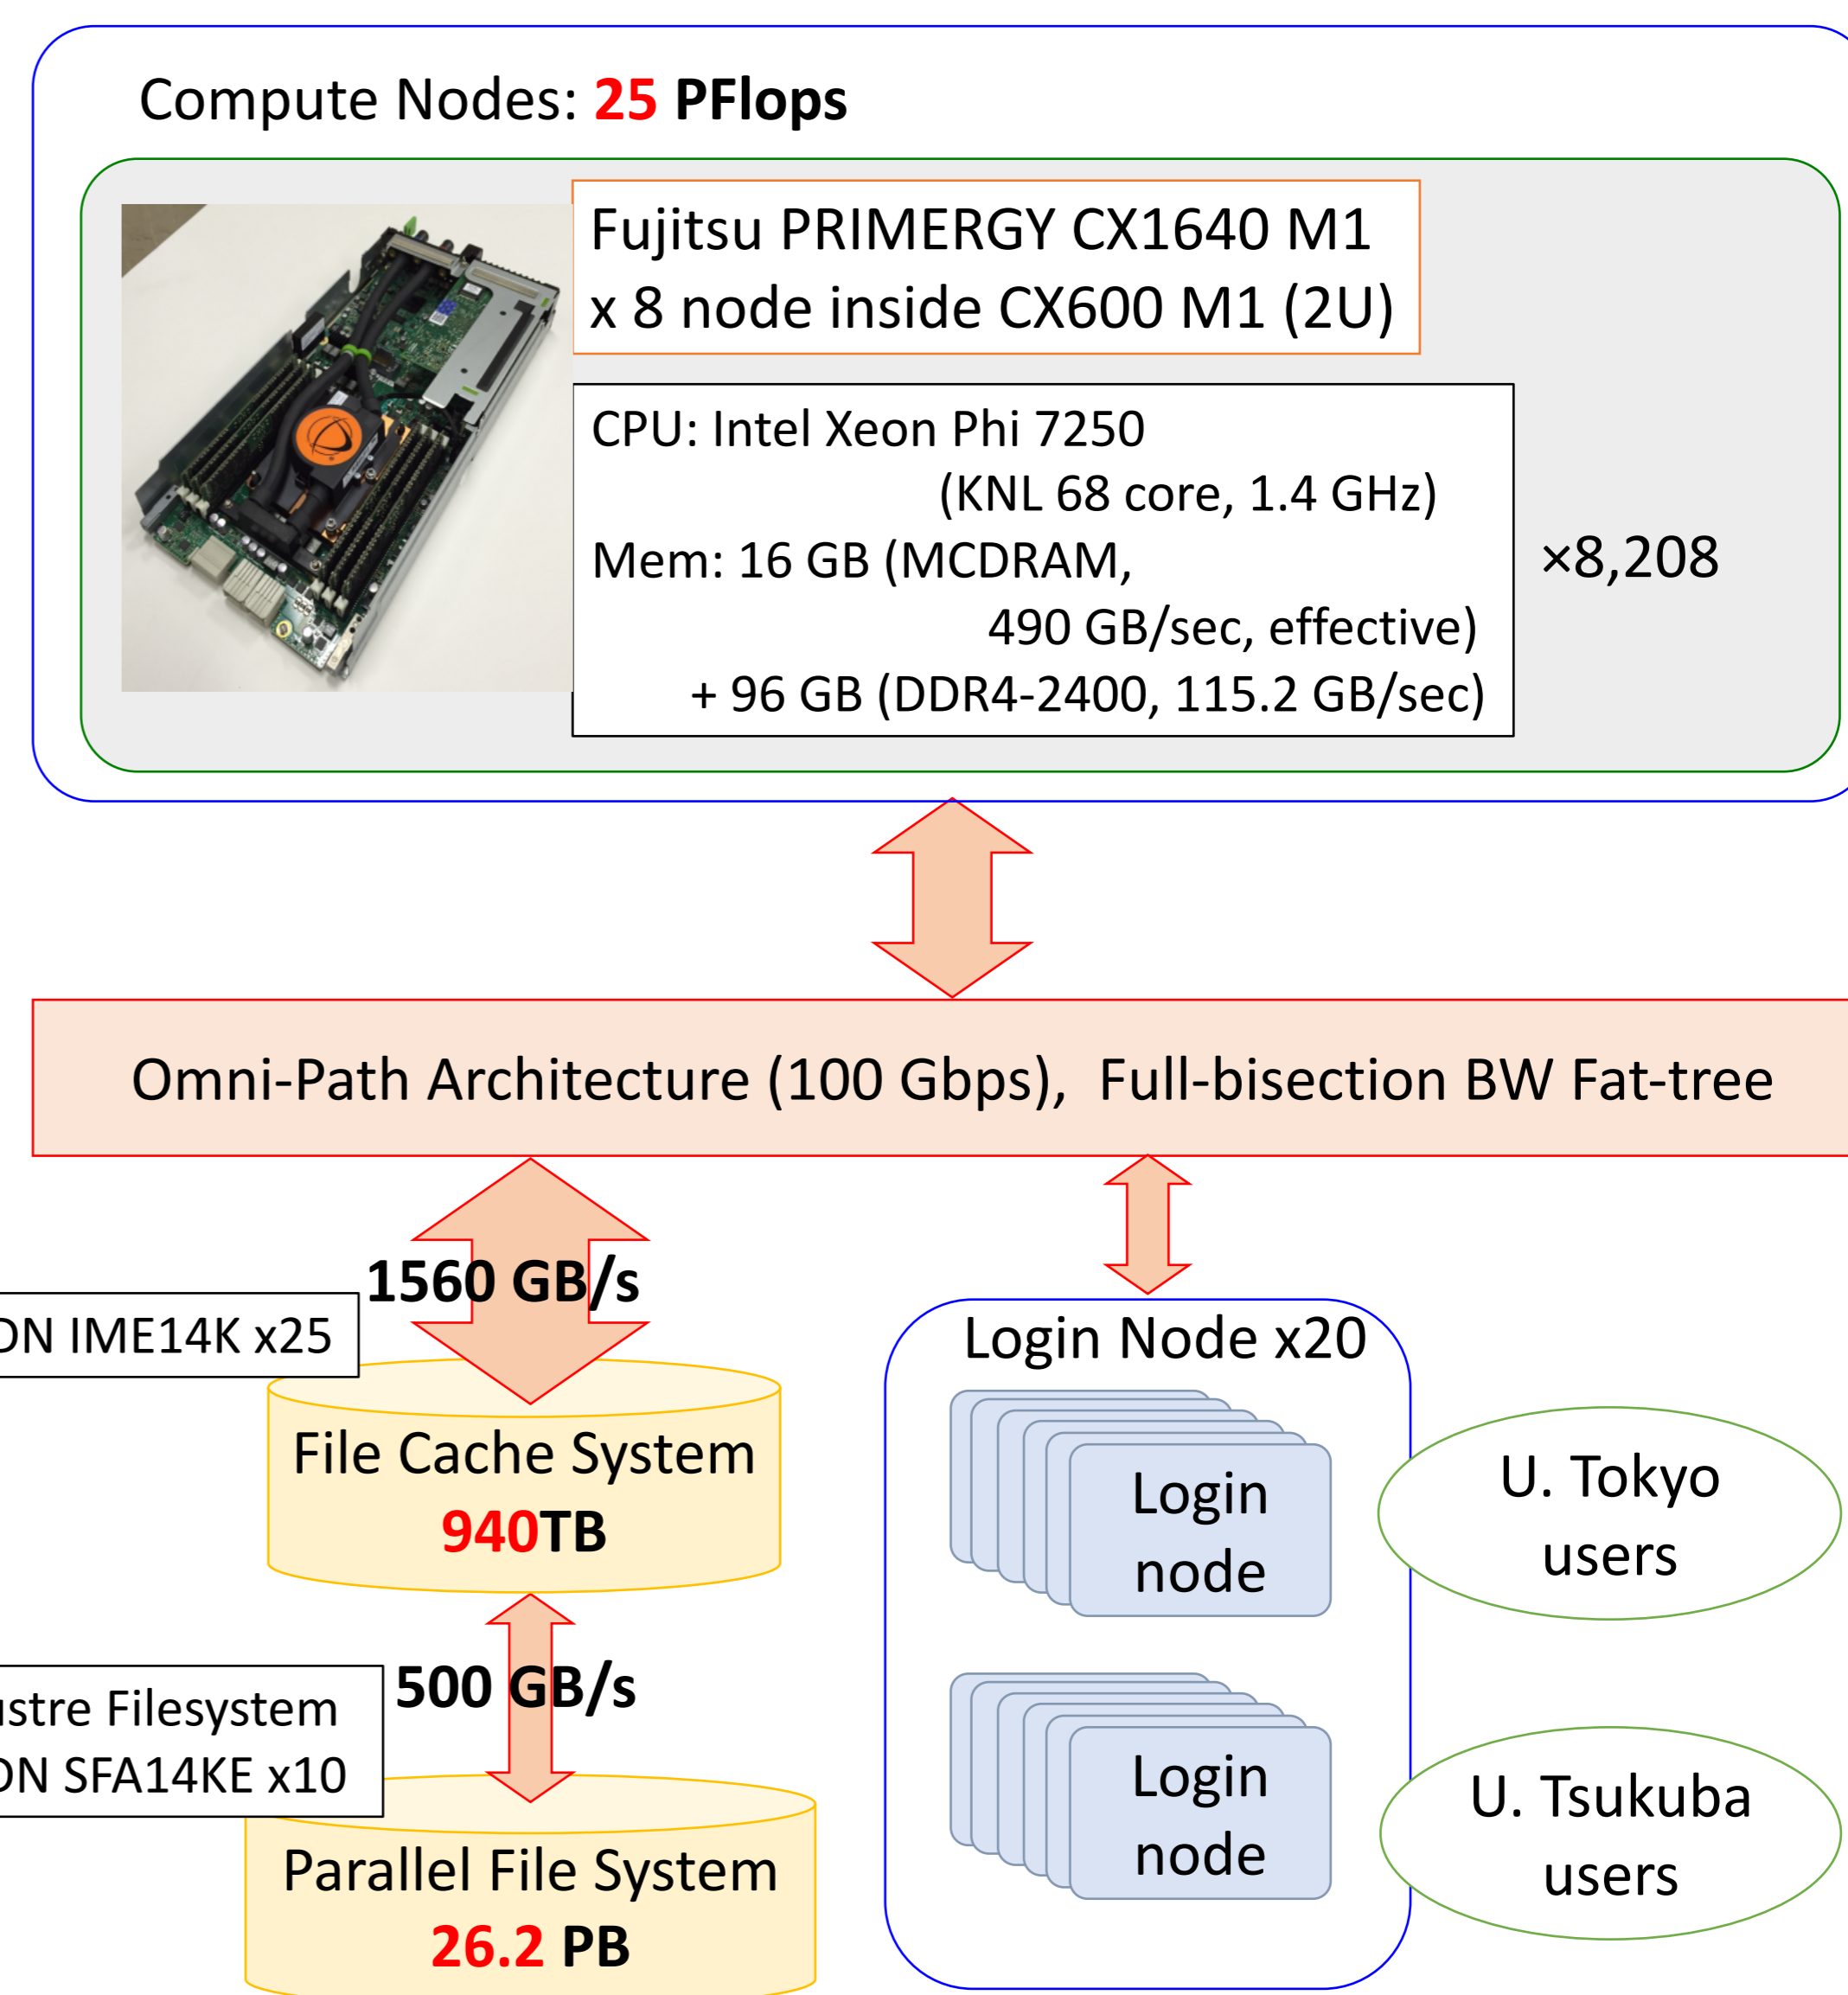 Compute Nodes: 25 PFlops
Fujitsu PRIMERGY CX1640 M1
x 8 node inside CX600 M1 (2U)
CPU: Intel Xeon Phi 7250
(KNL 68 core, 1.4 GHz)
Mem: 16 GB (MCDRAM,
490 GB/sec, effective)
+ 96 GB (DDR4-2400, 115.2 GB/sec)
×8,208
Omni-Path Architecture (100 Gbps), Full-bisection BW Fat-tree
1560 GB/s
IME14K x25
File Cache System
940TB
500 GB/s
Filesystem
SFA14KE x10
Parallel File System
26.2 PB
Login Node x20
Login
node
Login
node
U. Tokyo
users
U. Tsukuba
users